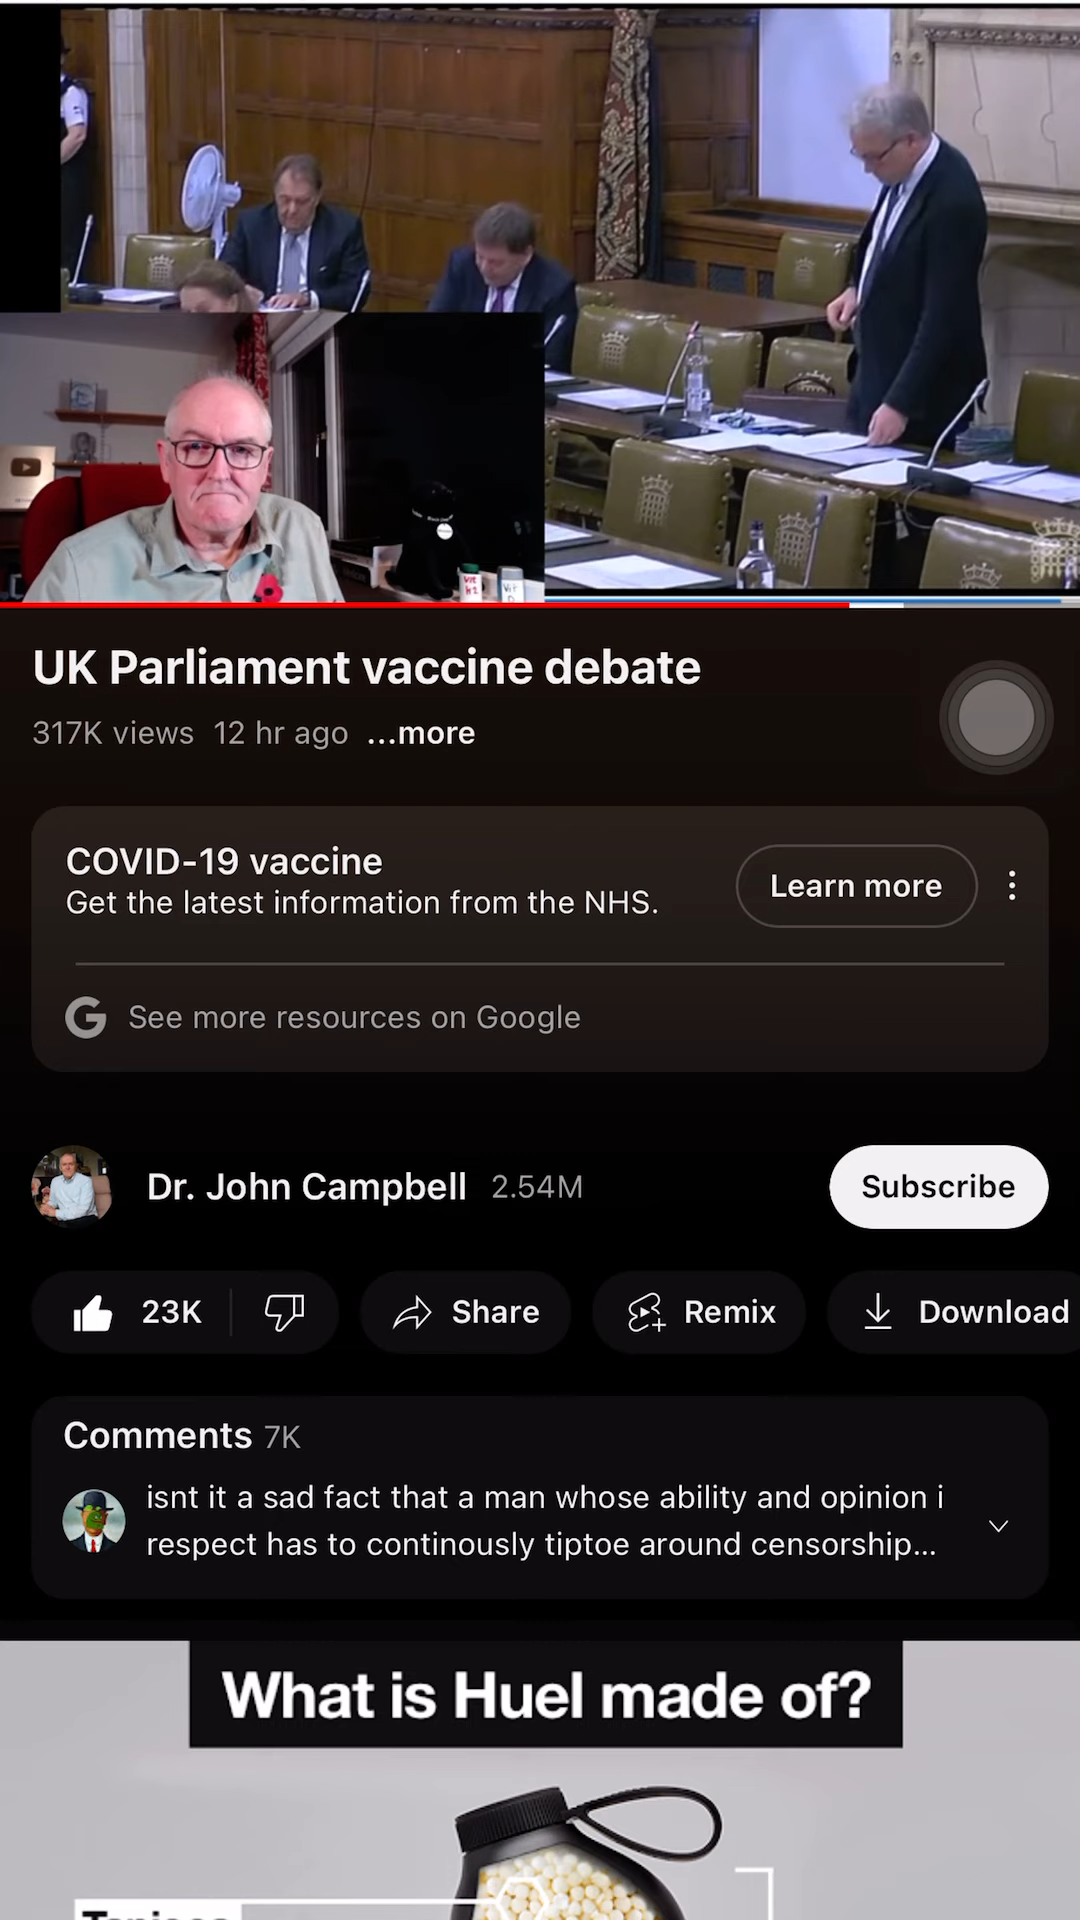 VIT
K2
Vit
D
UK Parliament vaccine debate
317K views 12 hr ago ...more
COVID-19 vaccine
Get the latest information from the NHS.
Learn more
See more resources on Google
Dr. John Campbell 2.54M
Subscribe
23K
Share
Remix
Download
Comments 7K
isnt it a sad fact that a man whose ability and opinion i
respect has to continously tiptoe around censorship...
What is Huel made of?